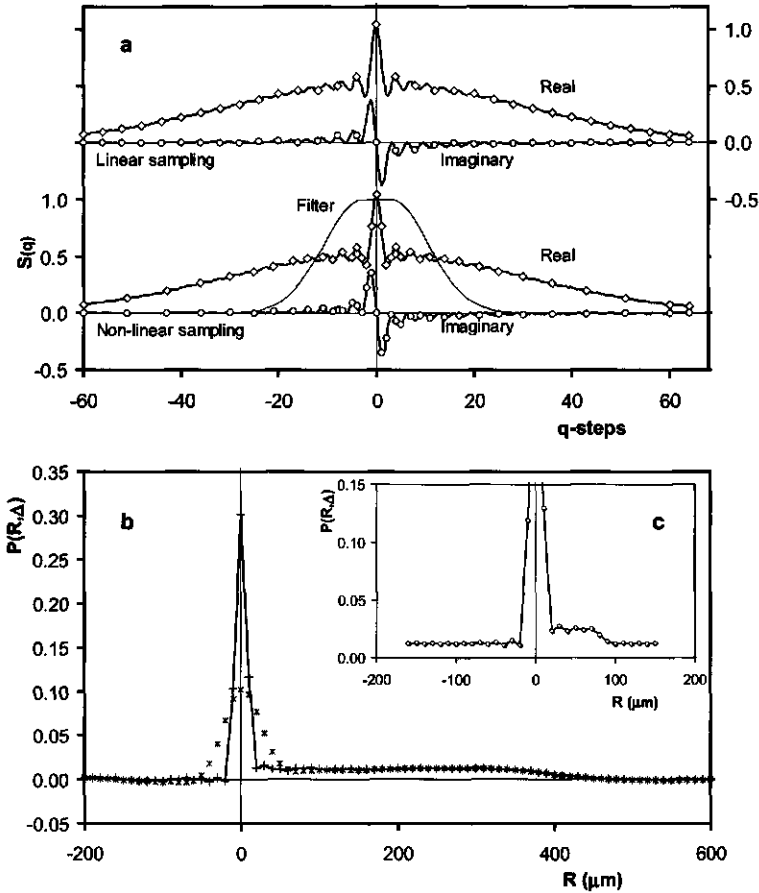 a
1.0
0.5
0.0
-0.5
Real
Linear sampling
Imaginary
Filter
Real
Non-linear sampling
Imaginary
S(q)
1.0
0.5
0.0
-0.5
-60
-40
-20
0
20
40
60
q-steps
b
P(R,Δ)
0.35
0.30
0.25
0.20
0.15
0.10
0.05
0.00
-0.05
-200
0
200
400
600
R (µm)
c
P(R,Δ)
0.15
0.10
0.05
0.00
-200
-100
0
100
200
R (µm)